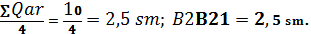 ΣQar/4 = 10/4 = 2,5 sm; B2B21 = 2, 5 sm.